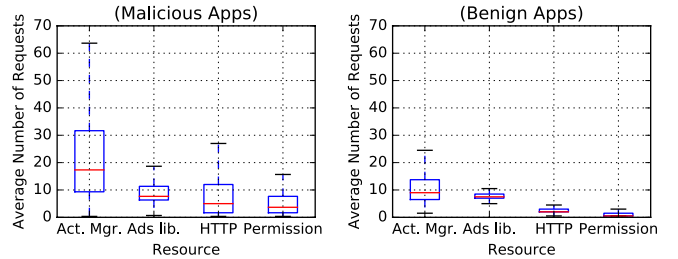 (Malicious Apps)
Average Number of Requests
70
60
50
40
30
20
10
0
Act. Mgr. Ads lib. HTTP Permission
Resource
(Benign Apps)
Average Number of Requests
70
60
50
40
30
20
10
0
Act. Mgr. Ads lib. HTTP Permission
Resource